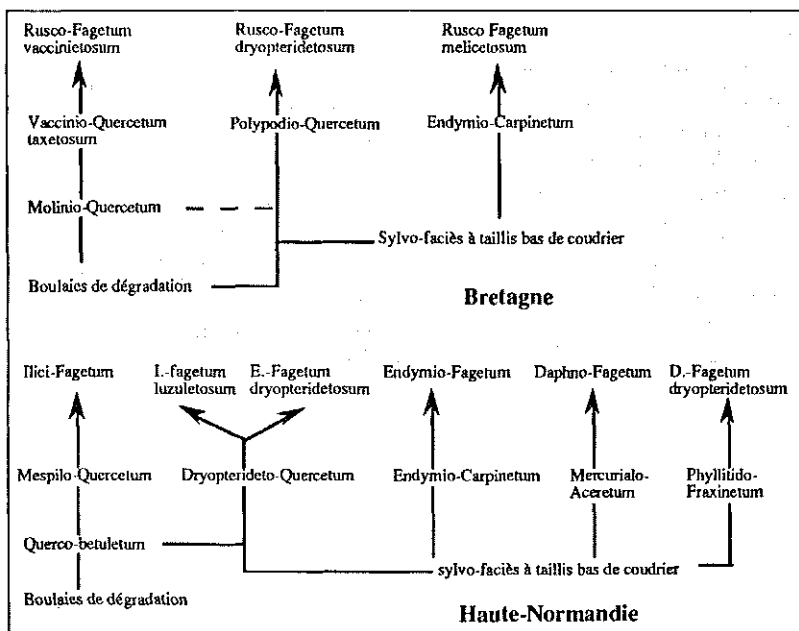 Rusco-Fagetum
vaccinietosum
Rusco-Fagetum
dryopteridetosum
Rusco Fagetum
melicetosum
Vaccinio-Quercetum
taxetosum
Polypodio-Quercetum
Endymio-Carpinetum
Molinio-Quercetum
Sylvo-faciès à taillis bas de coudrier
Boulaies de dégradation
Bretagne
Ilici-Fagetum
I.-fagetum
luzuletosum
E.-Fagetum
dryopteridetosum
Endymio-Fagetum
Daphno-Fagetum
D.-Fagetum
dryopteridetosum
Mespilo-Quercetum
Dryopterideto-Quercetum
Endymio-Carpinetum
Mercurialo-
Aceretum
Phyllitido-
Fraxinetum
Querco-betuletum
sylvo-faciès à taillis bas de coudrier
Boulaies de dégradation
Haute-Normandie